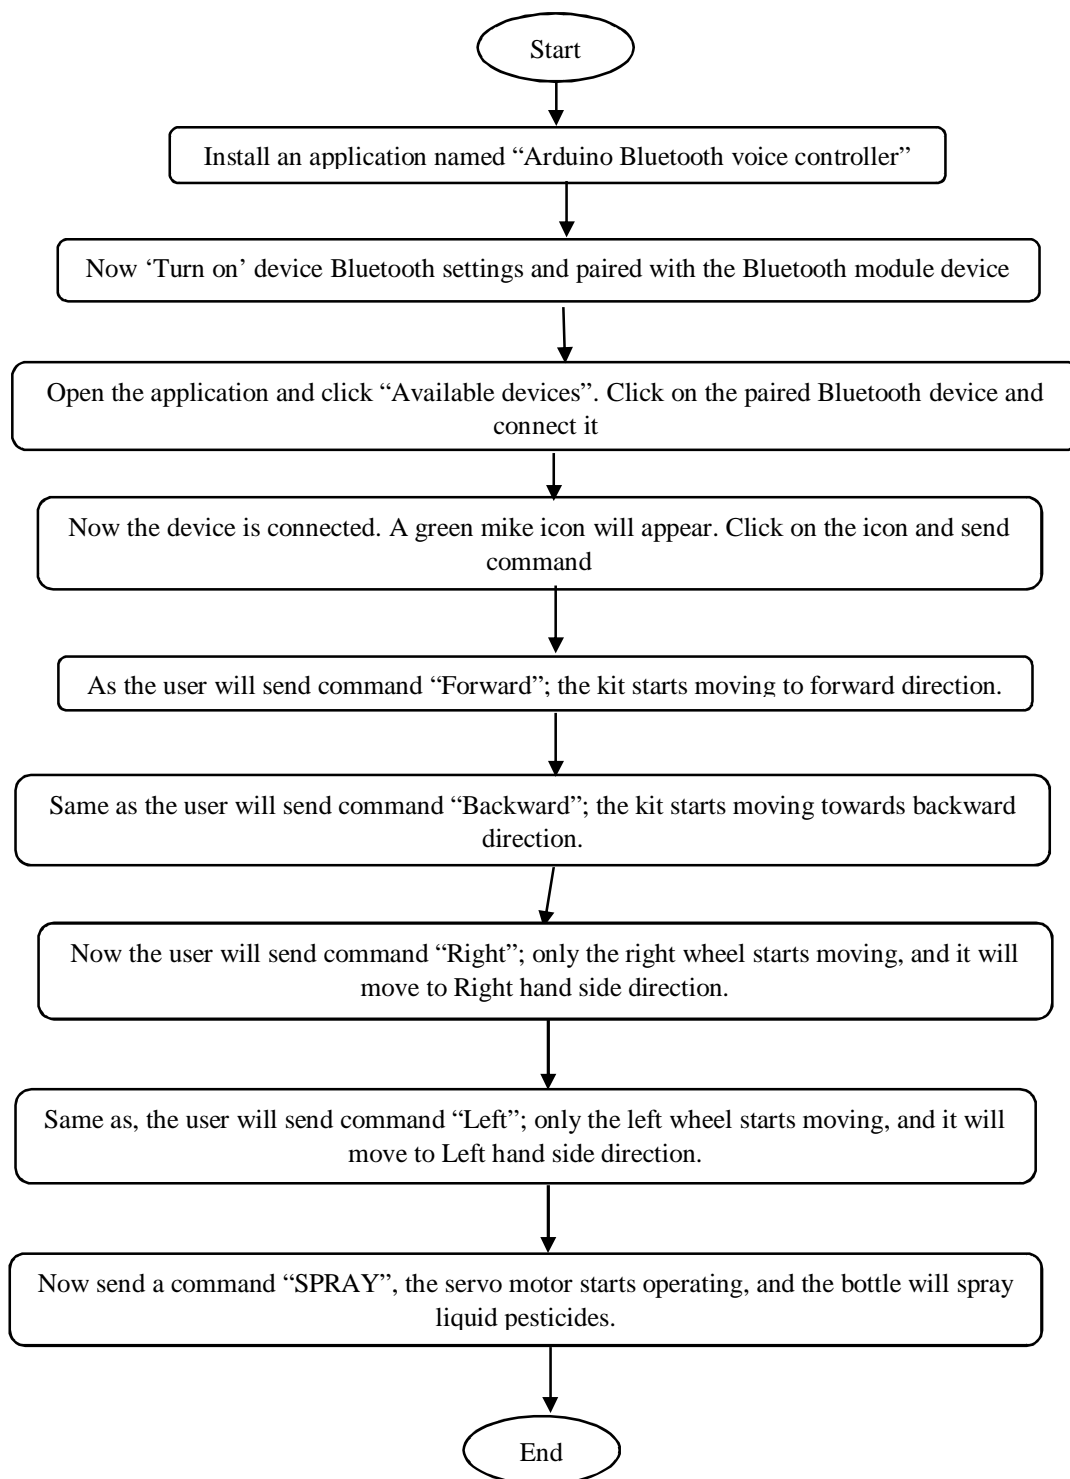 Start
Install an application named “Arduino Bluetooth voice controller”
Now ‘Turn on’ device Bluetooth settings and paired with the Bluetooth module device
Open the application and click “Available devices”. Click on the paired Bluetooth device and
connect it
Now the device is connected. A green mike icon will appear. Click on the icon and send
command
As the user will send command “Forward”; the kit starts moving to forward direction.
Same as the user will send command “Backward”; the kit starts moving towards backward
direction.
Now the user will send command “Right”; only the right wheel starts moving, and it will
move to Right hand side direction.
Same as, the user will send command “Left”; only the left wheel starts moving, and it will
move to Left hand side direction.
Now send a command “SPRAY”, the servo motor starts operating, and the bottle will spray
liquid pesticides.
End